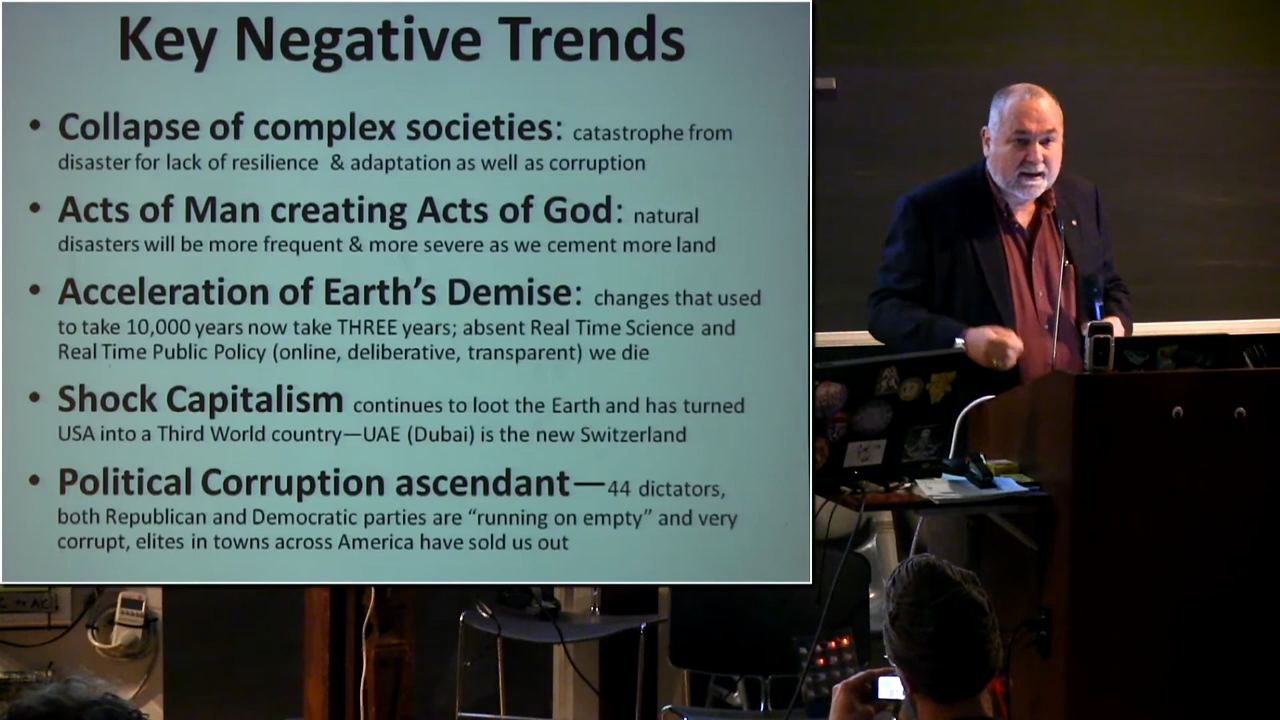 Key Negative Trends
• Collapse of complex societies: catastrophe from
disaster for lack of resilience & adaptation as well as corruption
• Acts of Man creating Acts of God: natural
disasters will be more frequent & more severe as we cement more land
• Acceleration of Earth's Demise: changes that used
to take 10,000 years now take THREE years; absent Real Time Science and
Real Time Public Policy (online, deliberative, transparent) we die
• Shock Capitalism continues to loot the Earth and has turned
USA into a Third World country—UAE (Dubai) is the new Switzerland
• Political Corruption ascendant—44 dictators,
both Republican and Democratic parties are “running on empty” and very
corrupt, elites in towns across America have sold us out